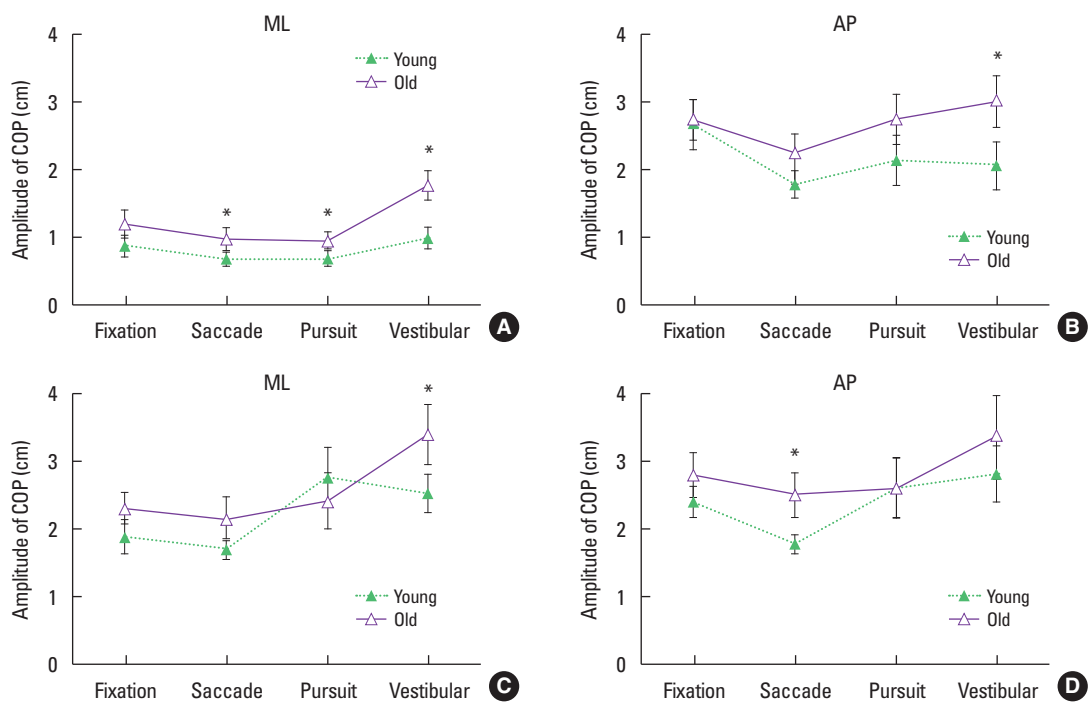 ML
Amplitude of COP (cm)
4
3
2
1
0
Young
Old
*
*
*
Fixation
Saccade
Pursuit
Vestibular
A
AP
Amplitude of COP (cm)
4
3
2
1
0
*
Young
Old
Fixation
Saccade
Pursuit
Vestibular
B
ML
Amplitude of COP (cm)
4
3
2
1
0
*
Young
Old
Fixation
Saccade
Pursuit
Vestibular
C
AP
Amplitude of COP (cm)
4
3
2
1
0
*
Young
Old
Fixation
Saccade
Pursuit
Vestibular
D